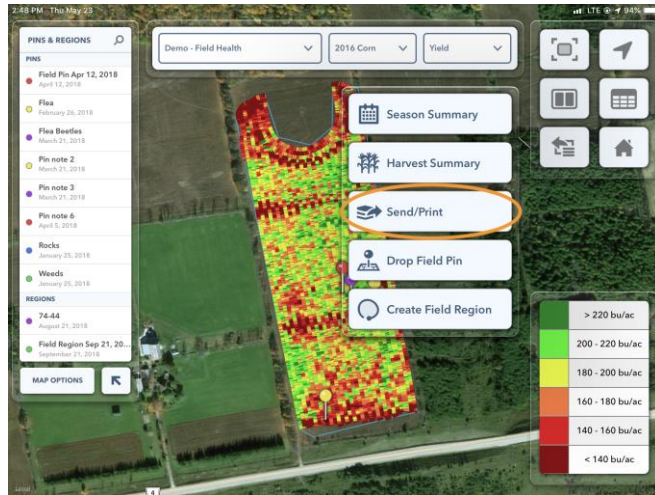 2:48 PM Thu May 23
LTE 94%
PINS & REGIONS
PINS
Field Pin Apr 12, 2018
April 12, 2018
Flea
February 26, 2018
Flea Beetles
March 21, 2018
Pin note 2
March 21, 2018
Pin note 3
March 21, 2018
Pin note 6
April 5, 2018
Rocks
January 25, 2018
Weeds
January 25, 2018
REGIONS
74-44
August 21, 2018
Field Region Sep 21, 20...
September 21, 2018
MAP OPTIONS
Demo - Field Health
2016 Corn
Yield
Season Summary
Harvest Summary
Send/Print
Drop Field Pin
Create Field Region
> 220 bu/ac
200 - 220 bu/ac
180 - 200 bu/ac
160 - 180 bu/ac
140 - 160 bu/ac
< 140 bu/ac
Legal
4